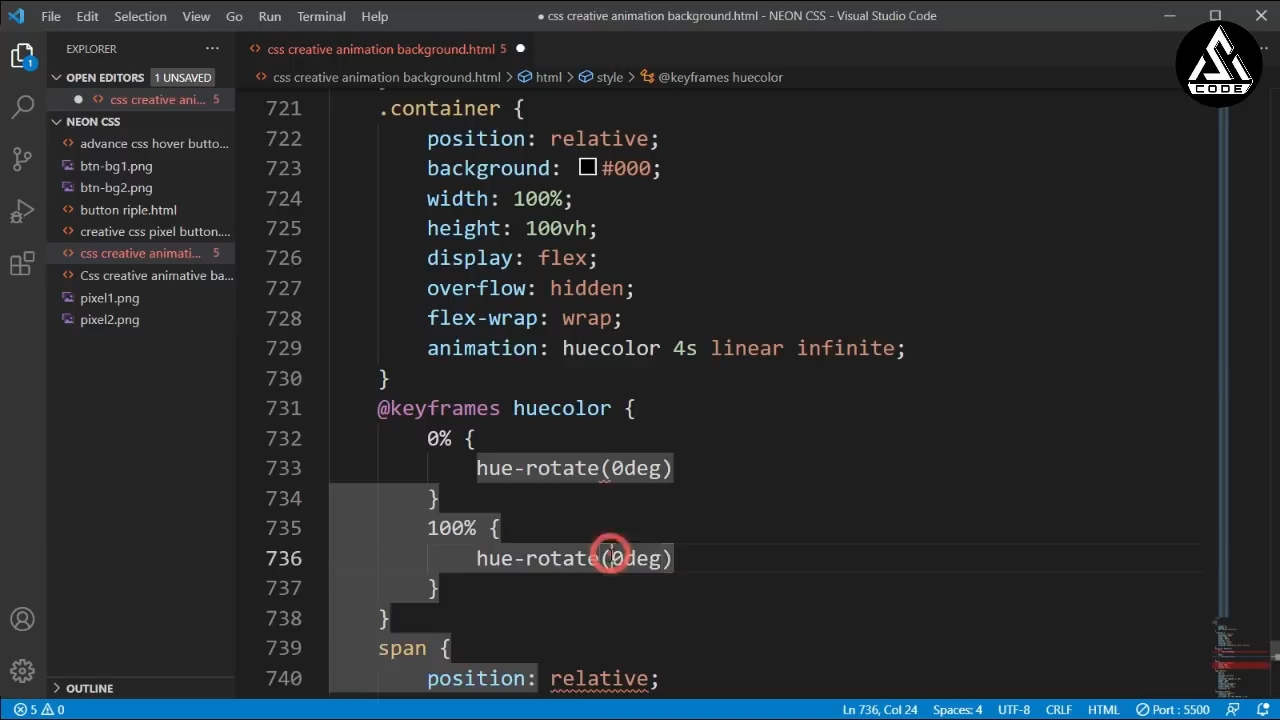 File Edit Selection View Go Run Terminal Help
● css creative animation background.html - NEON CSS - Visual Studio Code
EXPLORER
css creative animation background.html 5
CODE
OPEN EDITORS 1 UNSAVED
css creative animation background.html > html > style > @keyframes huecolor
css creative ani... 5
NEON CSS
advance css hover butto...
btn-bg1.png
btn-bg2.png
button riple.html
creative css pixel button....
css creative animati... 5
Css creative animative ba...
pixel1.png
pixel2.png
721 .container {
722 position: relative;
723 background: #000;
724 width: 100%;
725 height: 100vh;
726 display: flex;
727 overflow: hidden;
728 flex-wrap: wrap;
729 animation: huecolor 4s linear infinite;
730 }
731 @keyframes huecolor {
732 0% {
733 hue-rotate(0deg)
734 }
735 100% {
736 hue-rotate(0deg)
737 }
738 }
739 span {
740 position: relative;
OUTLINE
1
5 0 Ln 736, Col 24 Spaces: 4 UTF-8 CRLF HTML Port : 5500